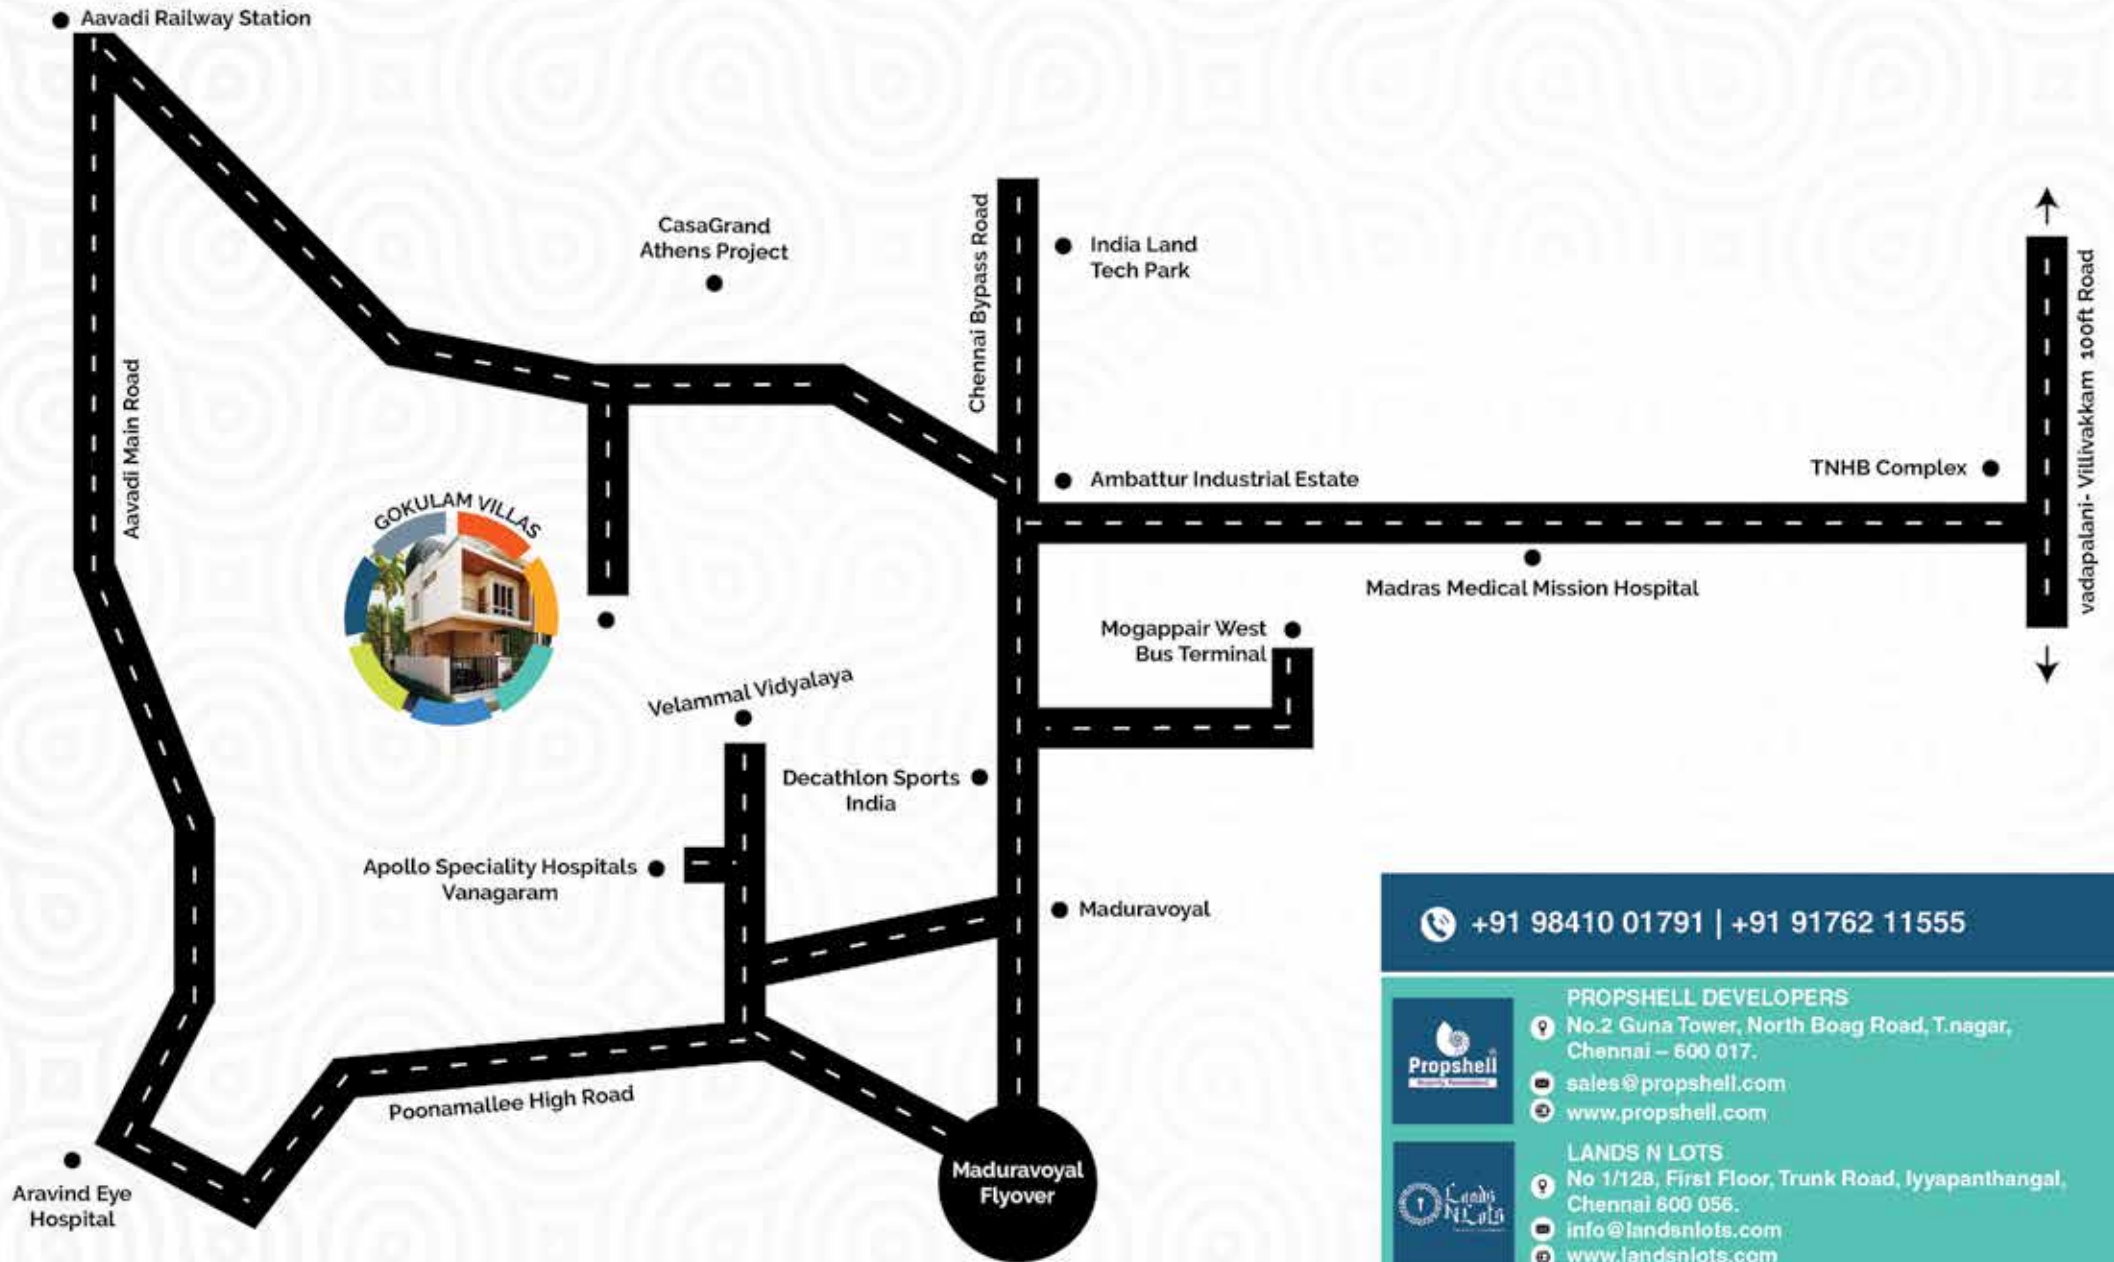 Aavadi Railway Station
CasaGrand
Athens Project
Chennai Bypass Road
India Land
Tech Park
Aavadi Main Road
vadapalani- Villivakkam 100ft Road
TNHB Complex
Ambattur Industrial Estate
GOKULAM VILLAS
Madras Medical Mission Hospital
Mogappair West
Bus Terminal
Velammal Vidyalaya
Decathlon Sports
India
Apollo Speciality Hospitals
Vanagaram
Maduravoyal
+91 98410 01791 | +91 91762 11555
Poonamallee High Road
Maduravoyal
Flyover
Aravind Eye
Hospital
Propshell
PROPSHELL DEVELOPERS
No.2 Guna Tower, North Boag Road, T.nagar,
Chennai – 600 017.
sales@propshell.com
www.propshell.com
Lands
N Lots
LANDS N LOTS
No 1/128, First Floor, Trunk Road, Iyyapanthangal,
Chennai 600 056.
info@landsnlots.com
www.landsnlots.com